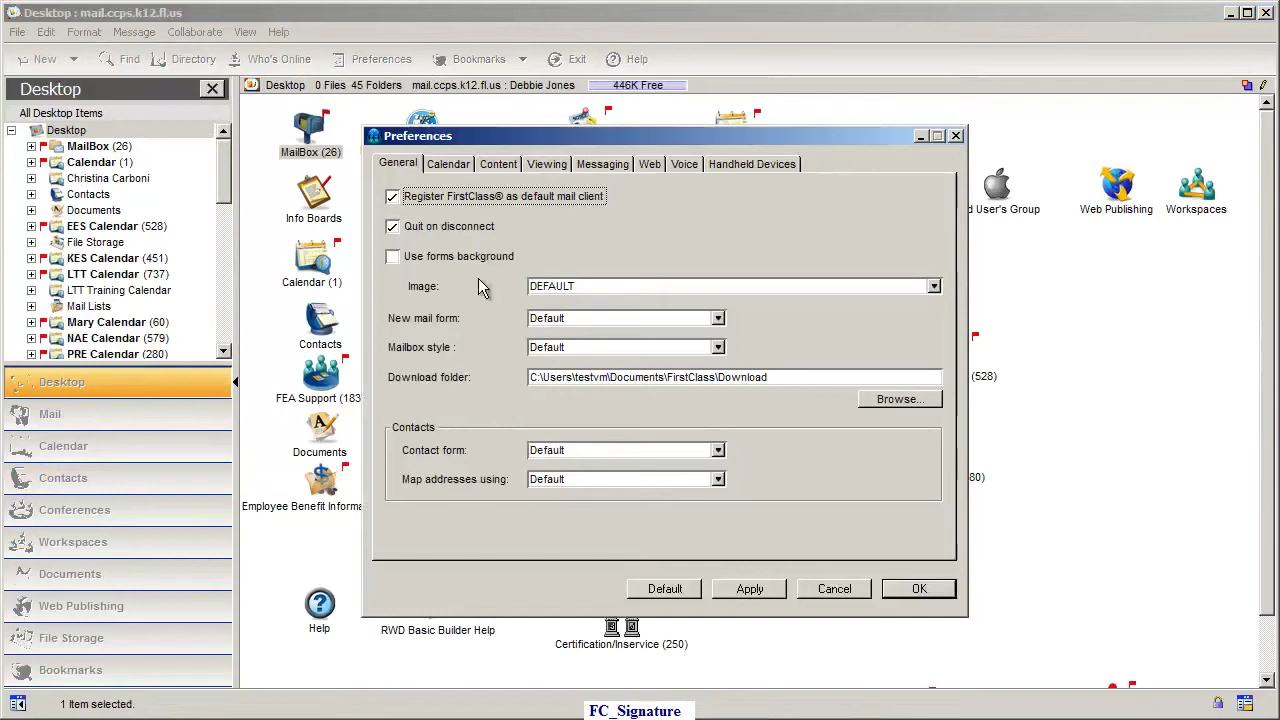 Desktop : mail.ccps.k12.fl.us
File Edit Format Message Collaborate View Help
New Find Directory Who's Online Preferences Bookmarks Exit Help
Desktop
Desktop 0 Files 45 Folders mail.ccps.k12.fl.us : Debbie Jones 446K Free
All Desktop Items
Desktop
MailBox (26)
Calendar (1)
Christina Carboni
Contacts
Documents
EES Calendar (528)
File Storage
KES Calendar (659)
LTT Calendar (737)
LTT Training Calendar
Mail Lists
Mary Calendar (60)
NAE Calendar (579)
PRE Calendar (280)
Desktop
Mail
Calendar
Contacts
Conferences
Workspaces
Documents
Web Publishing
File Storage
Bookmarks
MailBox (26)
Info Boards
Calendar (1)
Contacts
FEA Support (183
Documents
Employee Benefit Informa
Help
RWD Basic Builder Help
Certification/Inservice (250)
d User's Group
Web Publishing
Workspaces
(528)
80)
Preferences
General Calendar Content Viewing Messaging Web Voice Handheld Devices
Register FirstClass® as default mail client
Quit on disconnect
Use forms background
Image: DEFAULT
New mail form: Default
Mailbox style : Default
Download folder: C:\Users\testvm\Documents\FirstClass\Download
Browse...
Contacts
Contact form: Default
Map addresses using: Default
Default Apply Cancel OK
1 Item selected.
FC_Signature